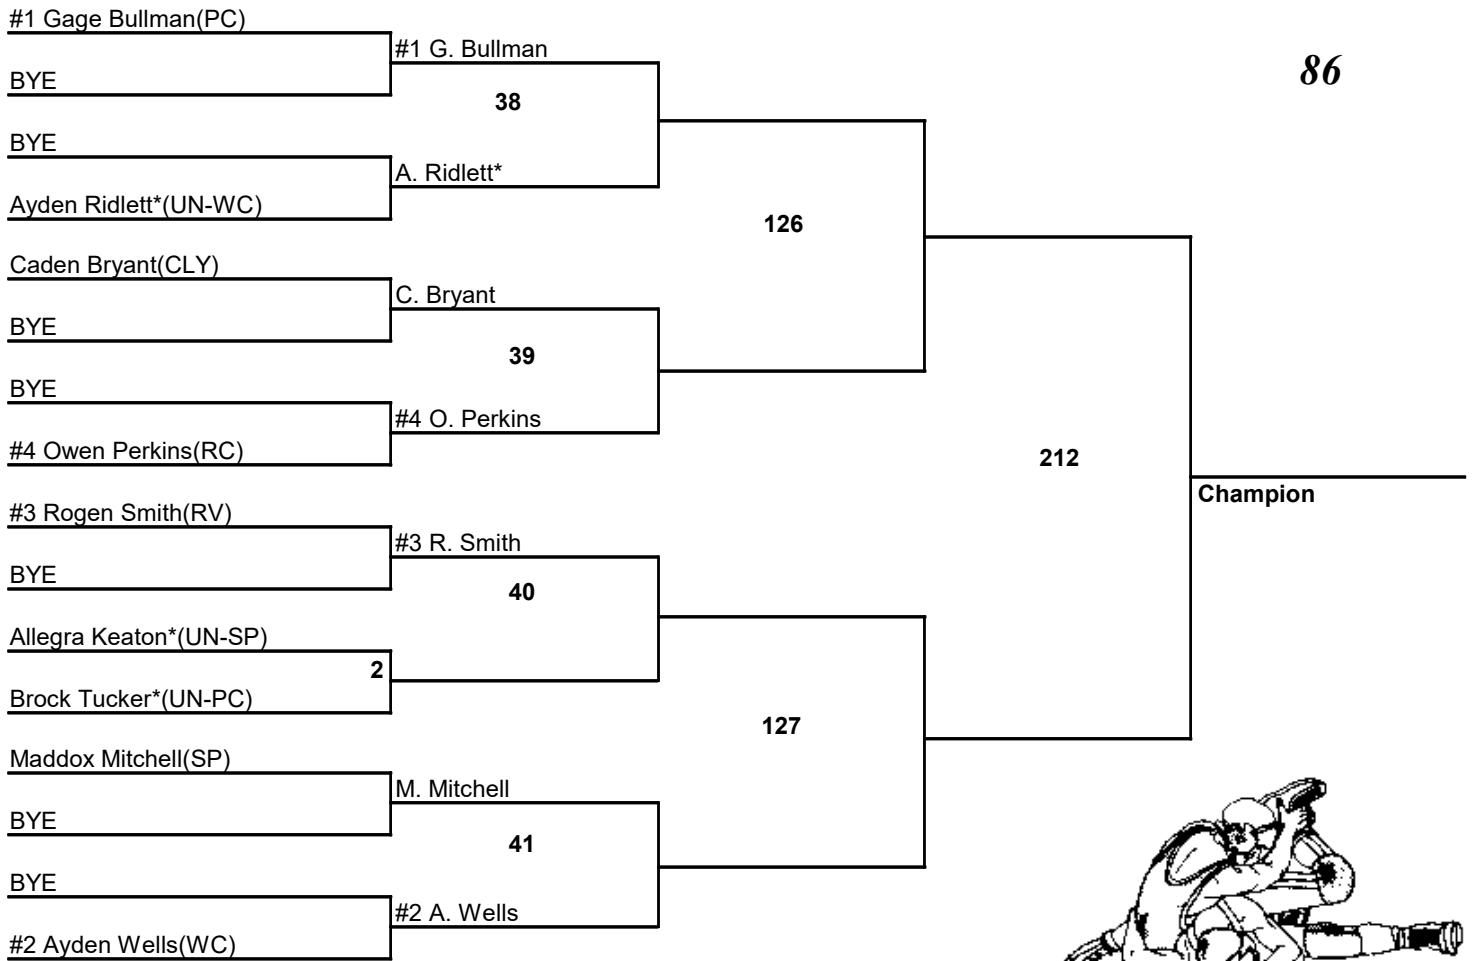 #1 Gage Bullman(PC)
#1 G. Bullman
86
BYE
38
BYE
A. Ridlett*
Ayden Ridlett*(UN-WC)
126
Caden Bryant(CLY)
C. Bryant
BYE
39
BYE
#4 O. Perkins
#4 Owen Perkins(RC)
212
Champion
#3 Rogen Smith(RV)
#3 R. Smith
BYE
40
Allegra Keaton*(UN-SP)
2
Brock Tucker*(UN-PC)
127
Maddox Mitchell(SP)
M. Mitchell
BYE
41
BYE
#2 A. Wells
#2 Ayden Wells(WC)